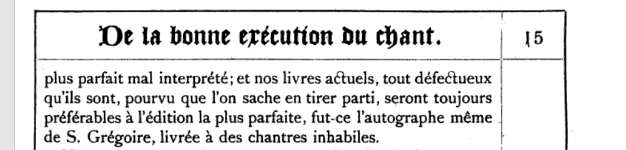 De la bonne exécution du chant. 15
plus parfait mal interprété; et nos livres actuels, tout défectueux
qu'ils sont, pourvu que l'on sache en tirer parti, seront toujours
préférables à l'édition la plus parfaite, fut-ce l'autographe même
de S. Grégoire, livrée à des chantres inhabiles.